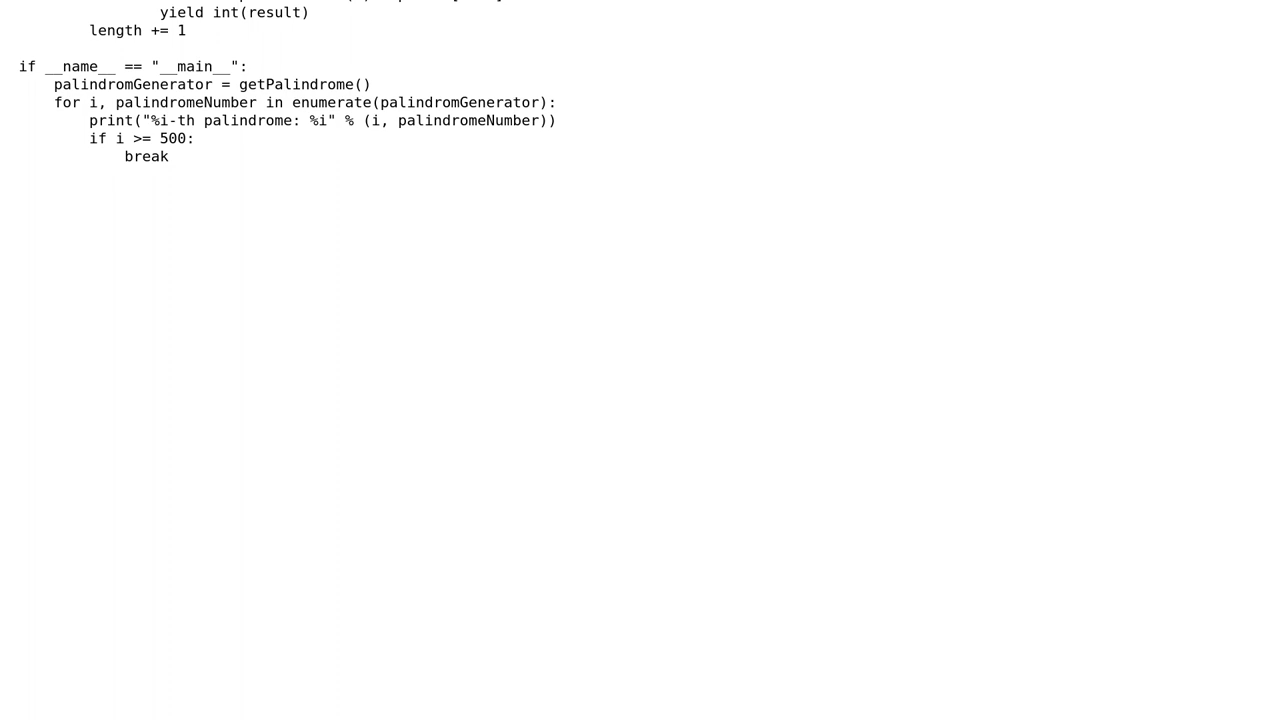 yield int(result)
length += 1
if __name__ == "__main__":
palindromGenerator = getPalindrome()
for i, palindromeNumber in enumerate(palindromGenerator):
print("%i-th palindrome: %i" % (i, palindromeNumber))
if i >= 500:
break